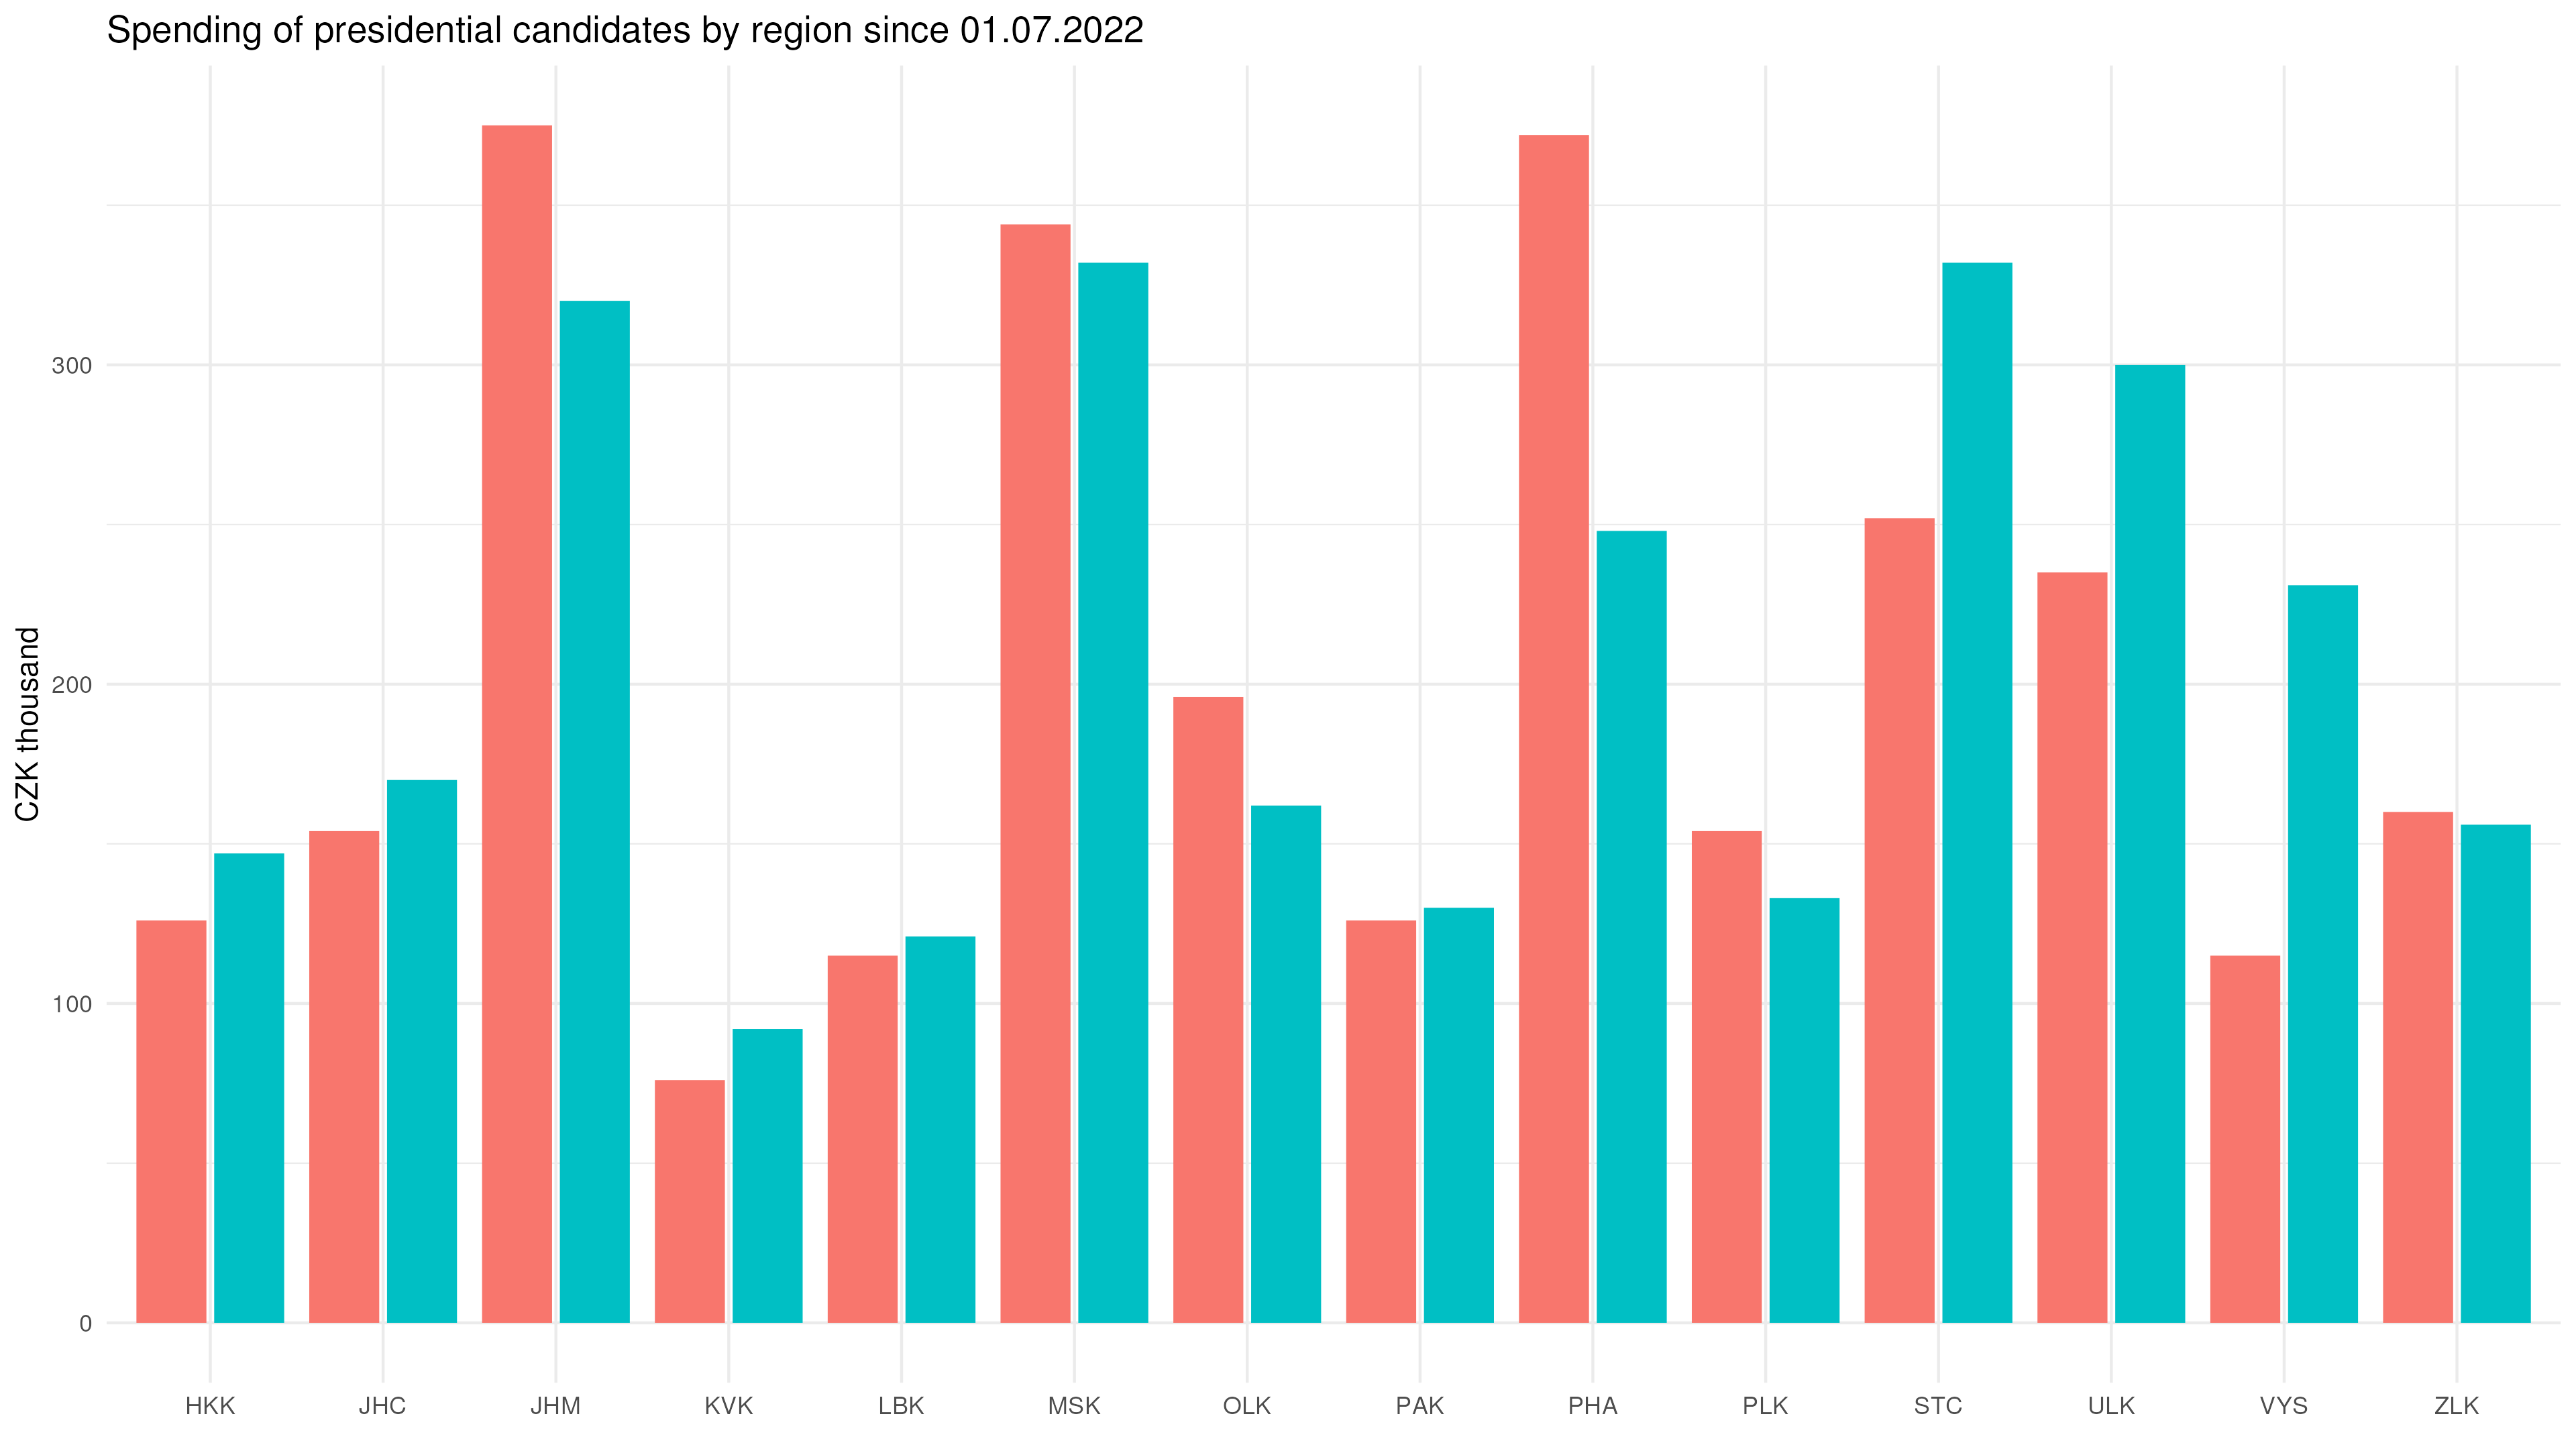 Spending of presidential candidates by region since 01.07.2022
CZK thousand
300
200
100
0
HKK JHC JHM KVK LBK MSK OLK PAK PHA PLK STC ULK VYS ZLK